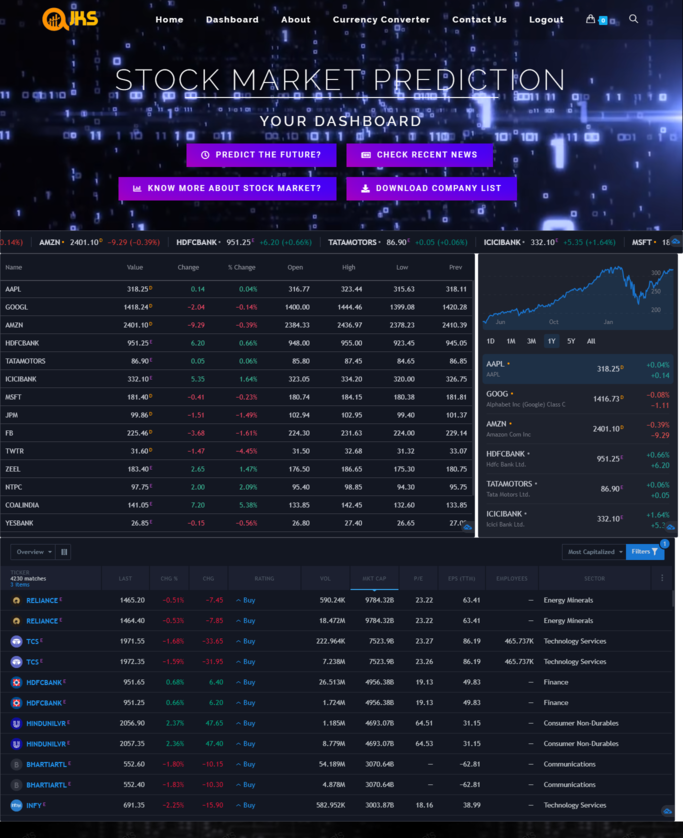 JKS Home Dashboard About Currency Converter Contact Us Logout 0
STOCK MARKET PREDICTION
YOUR DASHBOARD
PREDICT THE FUTURE? CHECK RECENT NEWS
KNOW MORE ABOUT STOCK MARKET? DOWNLOAD COMPANY LIST
0.14%) AMZN 2401.10 D −9.29 (−0.39%) HDFCBANK 951.25 E +6.20 (+0.66%) TATAMOTORS 86.90 E +0.05 (+0.06%) ICICIBANK 332.10 E +5.35 (+1.64%) MSFT 18
Name Value Change % Change Open High Low Prev
AAPL 318.25 D 0.14 0.04% 316.77 323.44 315.63 318.11
GOOGL 1418.24 D −2.04 −0.14% 1400.00 1444.46 1399.08 1420.28
AMZN 2401.10 D −9.29 −0.39% 2384.33 2436.97 2378.23 2410.39
HDFCBANK 951.25 E 6.20 0.66% 948.00 955.00 923.45 945.05
TATAMOTORS 86.90 E 0.05 0.06% 85.80 87.45 84.65 86.85
ICICIBANK 332.10 E 5.35 1.64% 323.05 334.20 320.00 326.75
MSFT 181.40 D −0.41 −0.23% 180.74 184.15 180.38 181.81
JPM 99.86 D −1.51 −1.49% 102.94 102.95 99.40 101.37
FB 225.46 D −3.68 −1.61% 224.30 231.63 224.00 229.14
TWTR 31.60 D −1.47 −4.45% 31.50 32.68 31.32 33.07
ZEEL 183.40 E 2.65 1.47% 176.50 186.65 175.30 180.75
NTPC 97.75 E 2.00 2.09% 95.40 98.85 94.30 95.75
COALINDIA 141.05 E 7.20 5.38% 133.85 142.45 132.60 133.85
YESBANK 26.85 E −0.15 −0.56% 26.80 27.40 26.65 27.0
300
250
200
Jun Oct Jan
1D 1M 3M 1Y 5Y All
AAPL 318.25 D +0.04%
AAPL +0.14
GOOG 1416.73 D −0.08%
Alphabet Inc (Google) Class C −1.11
AMZN 2401.10 D −0.39%
Amazon Com Inc −9.29
HDFCBANK 951.25 E +0.66%
Hdfc Bank Ltd. +6.20
TATAMOTORS 86.90 E +0.06%
Tata Motors Ltd. +0.05
ICICIBANK 332.10 E +1.64%
Icici Bank Ltd. +5.
Overview Most Capitalized Filters 1
TICKER LAST CHG % CHG RATING VOL MKT CAP P/E EPS (TTM) EMPLOYEES SECTOR
4230 matches
RELIANCE E 1465.20 −0.51% −7.45 Buy 590.24K 9784.32B 23.22 63.41 — Energy Minerals
RELIANCE E 1464.40 −0.53% −7.85 Buy 18.472M 9784.32B 23.22 63.41 — Energy Minerals
TCS E 1971.55 −1.68% −33.65 Buy 222.964K 7523.9B 23.27 86.19 465.737K Technology Services
TCS E 1972.35 −1.59% −31.95 Buy 7.238M 7523.9B 23.26 86.19 465.737K Technology Services
HDFCBANK E 951.65 0.68% 6.40 Buy 26.513M 4956.38B 19.13 49.83 — Finance
HDFCBANK E 951.25 0.66% 6.20 Buy 1.724M 4956.38B 19.13 49.83 — Finance
HINDUNILVR E 2056.90 2.37% 47.65 Buy 1.185M 4693.07B 64.51 31.15 — Consumer Non-Durables
HINDUNILVR E 2057.35 2.36% 47.40 Buy 8.779M 4693.07B 64.53 31.15 — Consumer Non-Durables
B BHARTIARTL E 552.60 −1.80% −10.15 Buy 54.189M 3070.64B — −62.81 — Communications
B BHARTIARTL E 552.40 −1.83% −10.30 Buy 4.878M 3070.64B — −62.81 — Communications
INFY E 691.35 −2.25% −15.90 Buy 582.952K 3003.87B 18.16 38.99 — Technology Services